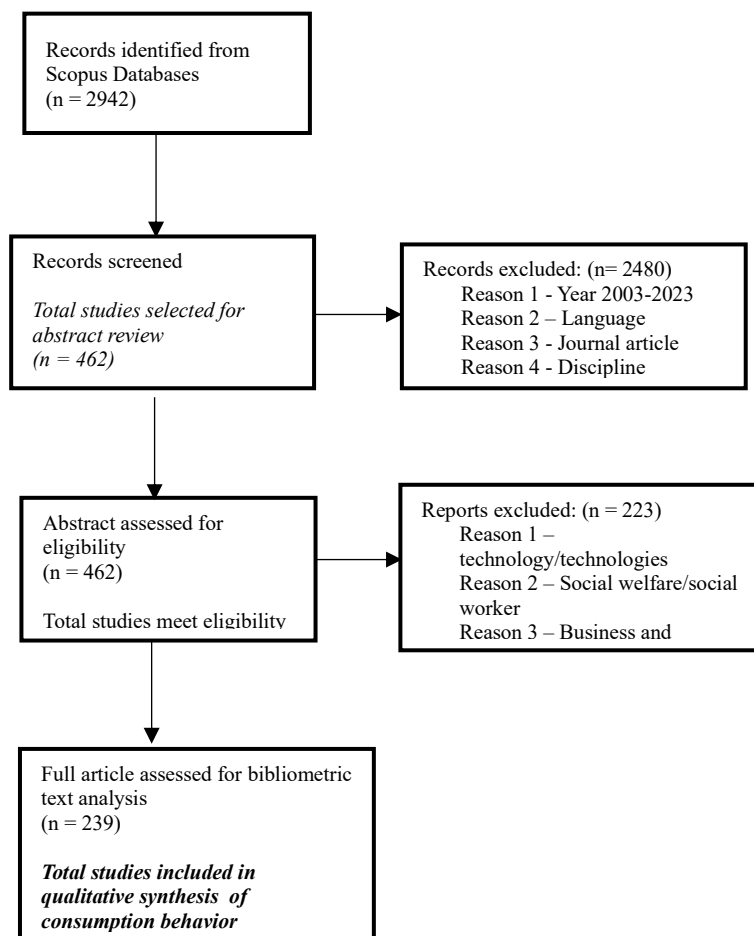 Records identified from
Scopus Databases
(n = 2942)
Records screened
Total studies selected for
abstract review
(n = 462)
Records excluded: (n= 2480)
Reason 1 - Year 2003-2023
Reason 2 – Language
Reason 3 - Journal article
Reason 4 - Discipline
Abstract assessed for
eligibility
(n = 462)
Total studies meet eligibility
Reports excluded: (n = 223)
Reason 1 –
technology/technologies
Reason 2 – Social welfare/social
worker
Reason 3 – Business and
Full article assessed for bibliometric
text analysis
(n = 239)
Total studies included in
qualitative synthesis of
consumption behavior